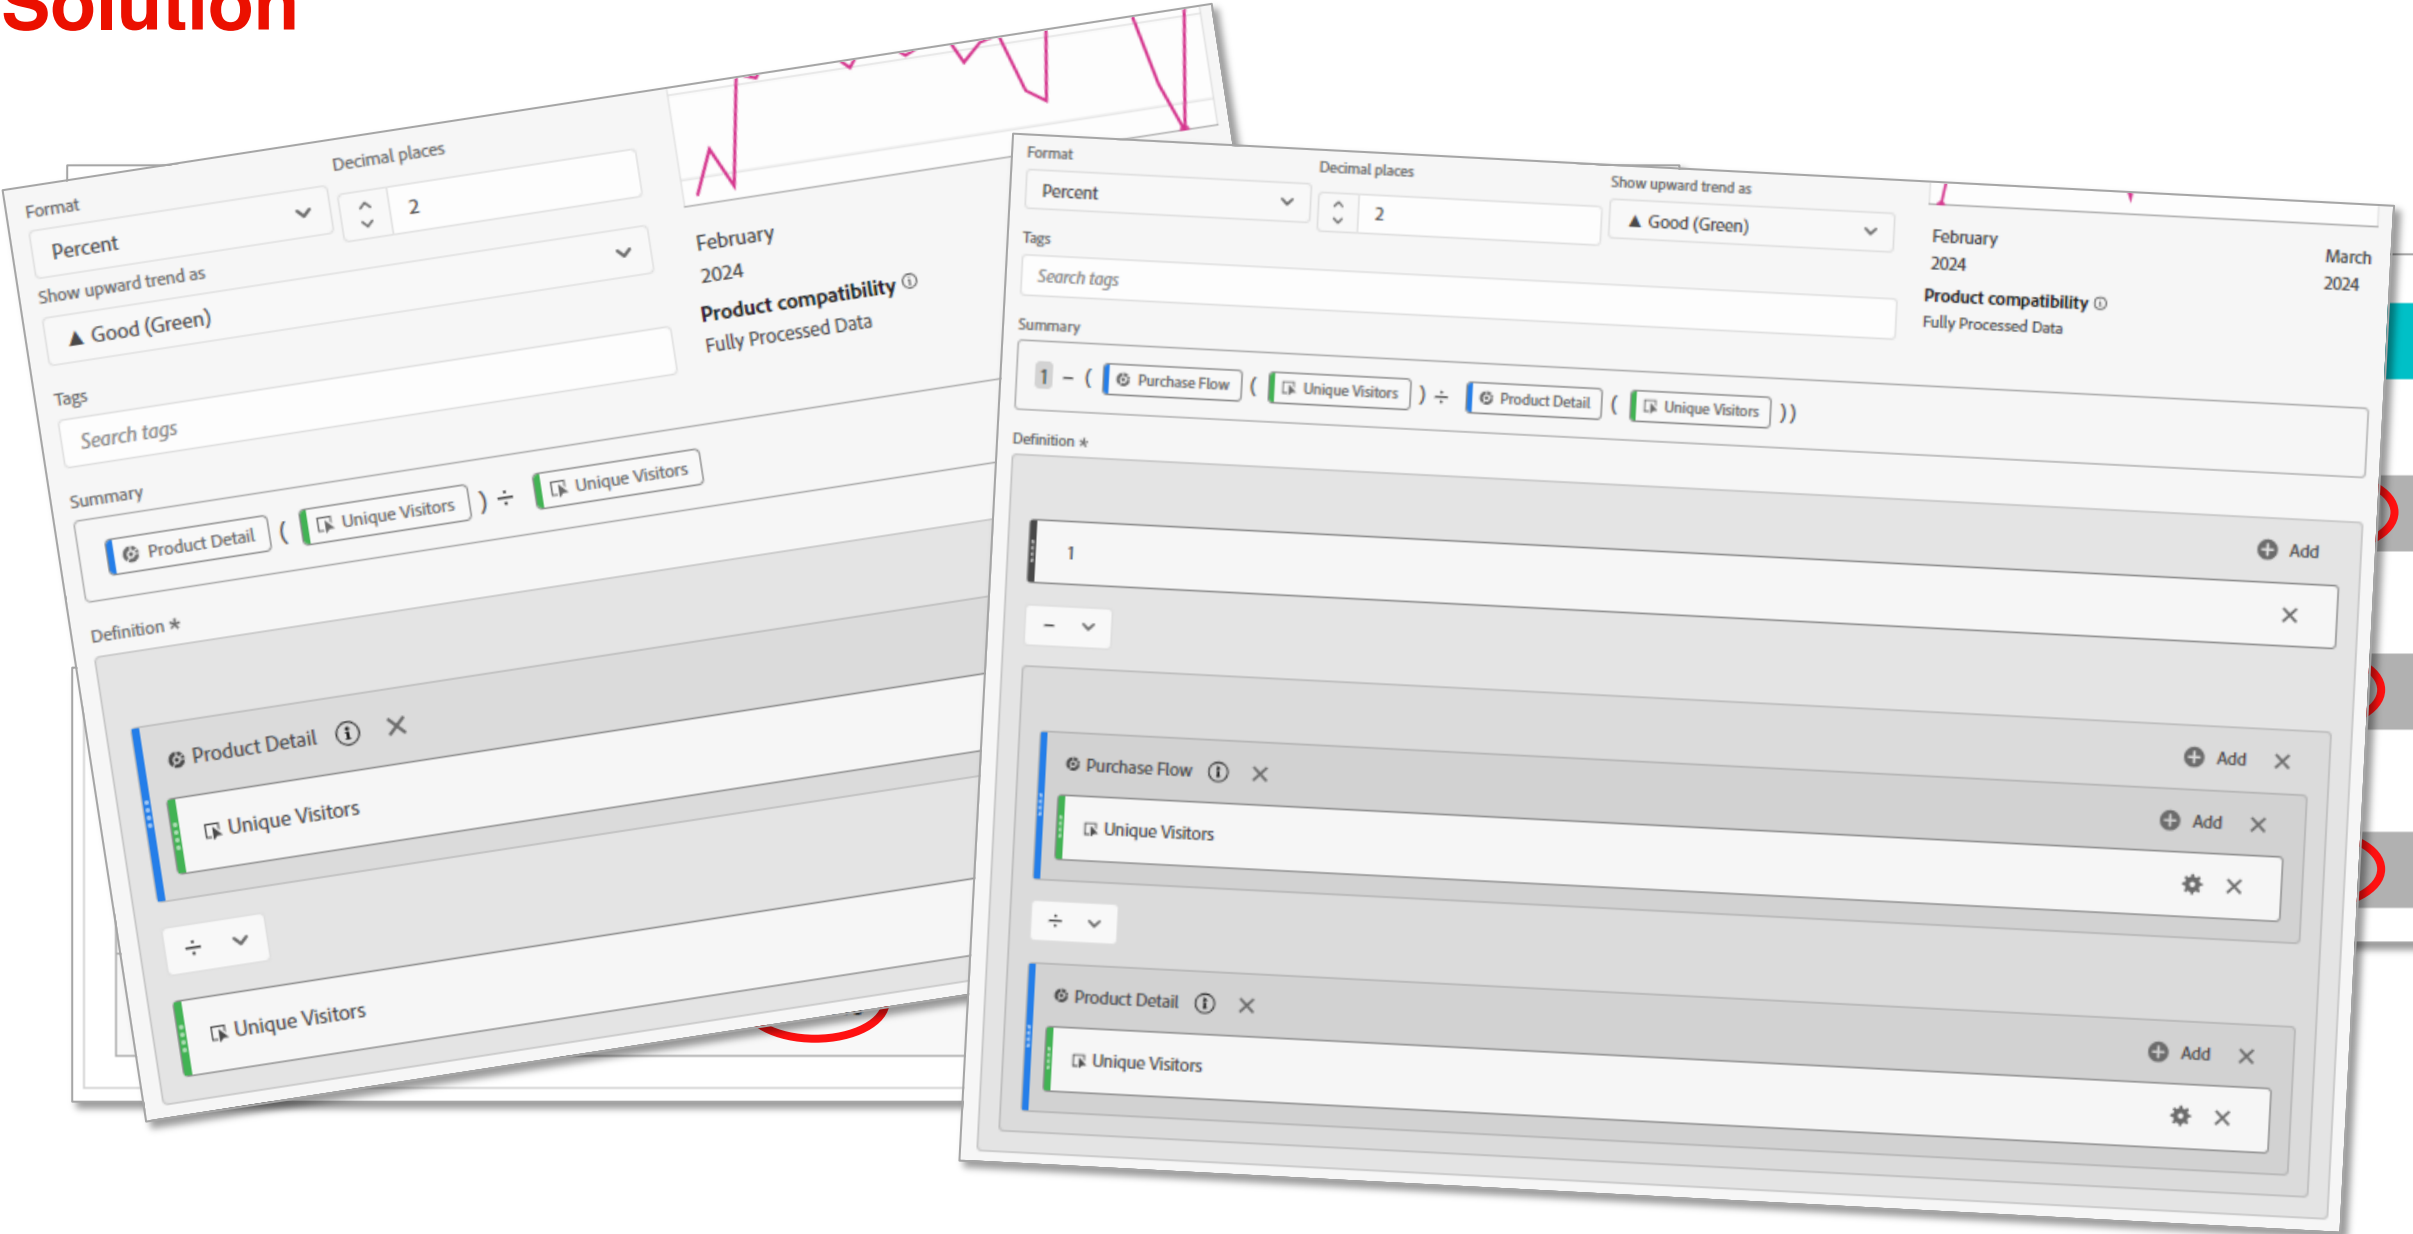 Solution
Format
Decimal places
Percent
2
Show upward trend as
▲ Good (Green)
Tags
Search tags
February
2024
Product compatibility
Fully Processed Data
Summary
Product Detail ( Unique Visitors ) ÷ Unique Visitors
Definition *
Product Detail
Unique Visitors
÷
Unique Visitors
Format
Decimal places
Show upward trend as
Percent
2
▲ Good (Green)
Tags
Search tags
February
2024
March
2024
Product compatibility
Fully Processed Data
Summary
1 − ( Purchase Flow ( Unique Visitors ) ÷ Product Detail ( Unique Visitors ))
Definition *
Add
1
−
Add
Purchase Flow
Add
Unique Visitors
÷
Product Detail
Add
Unique Visitors